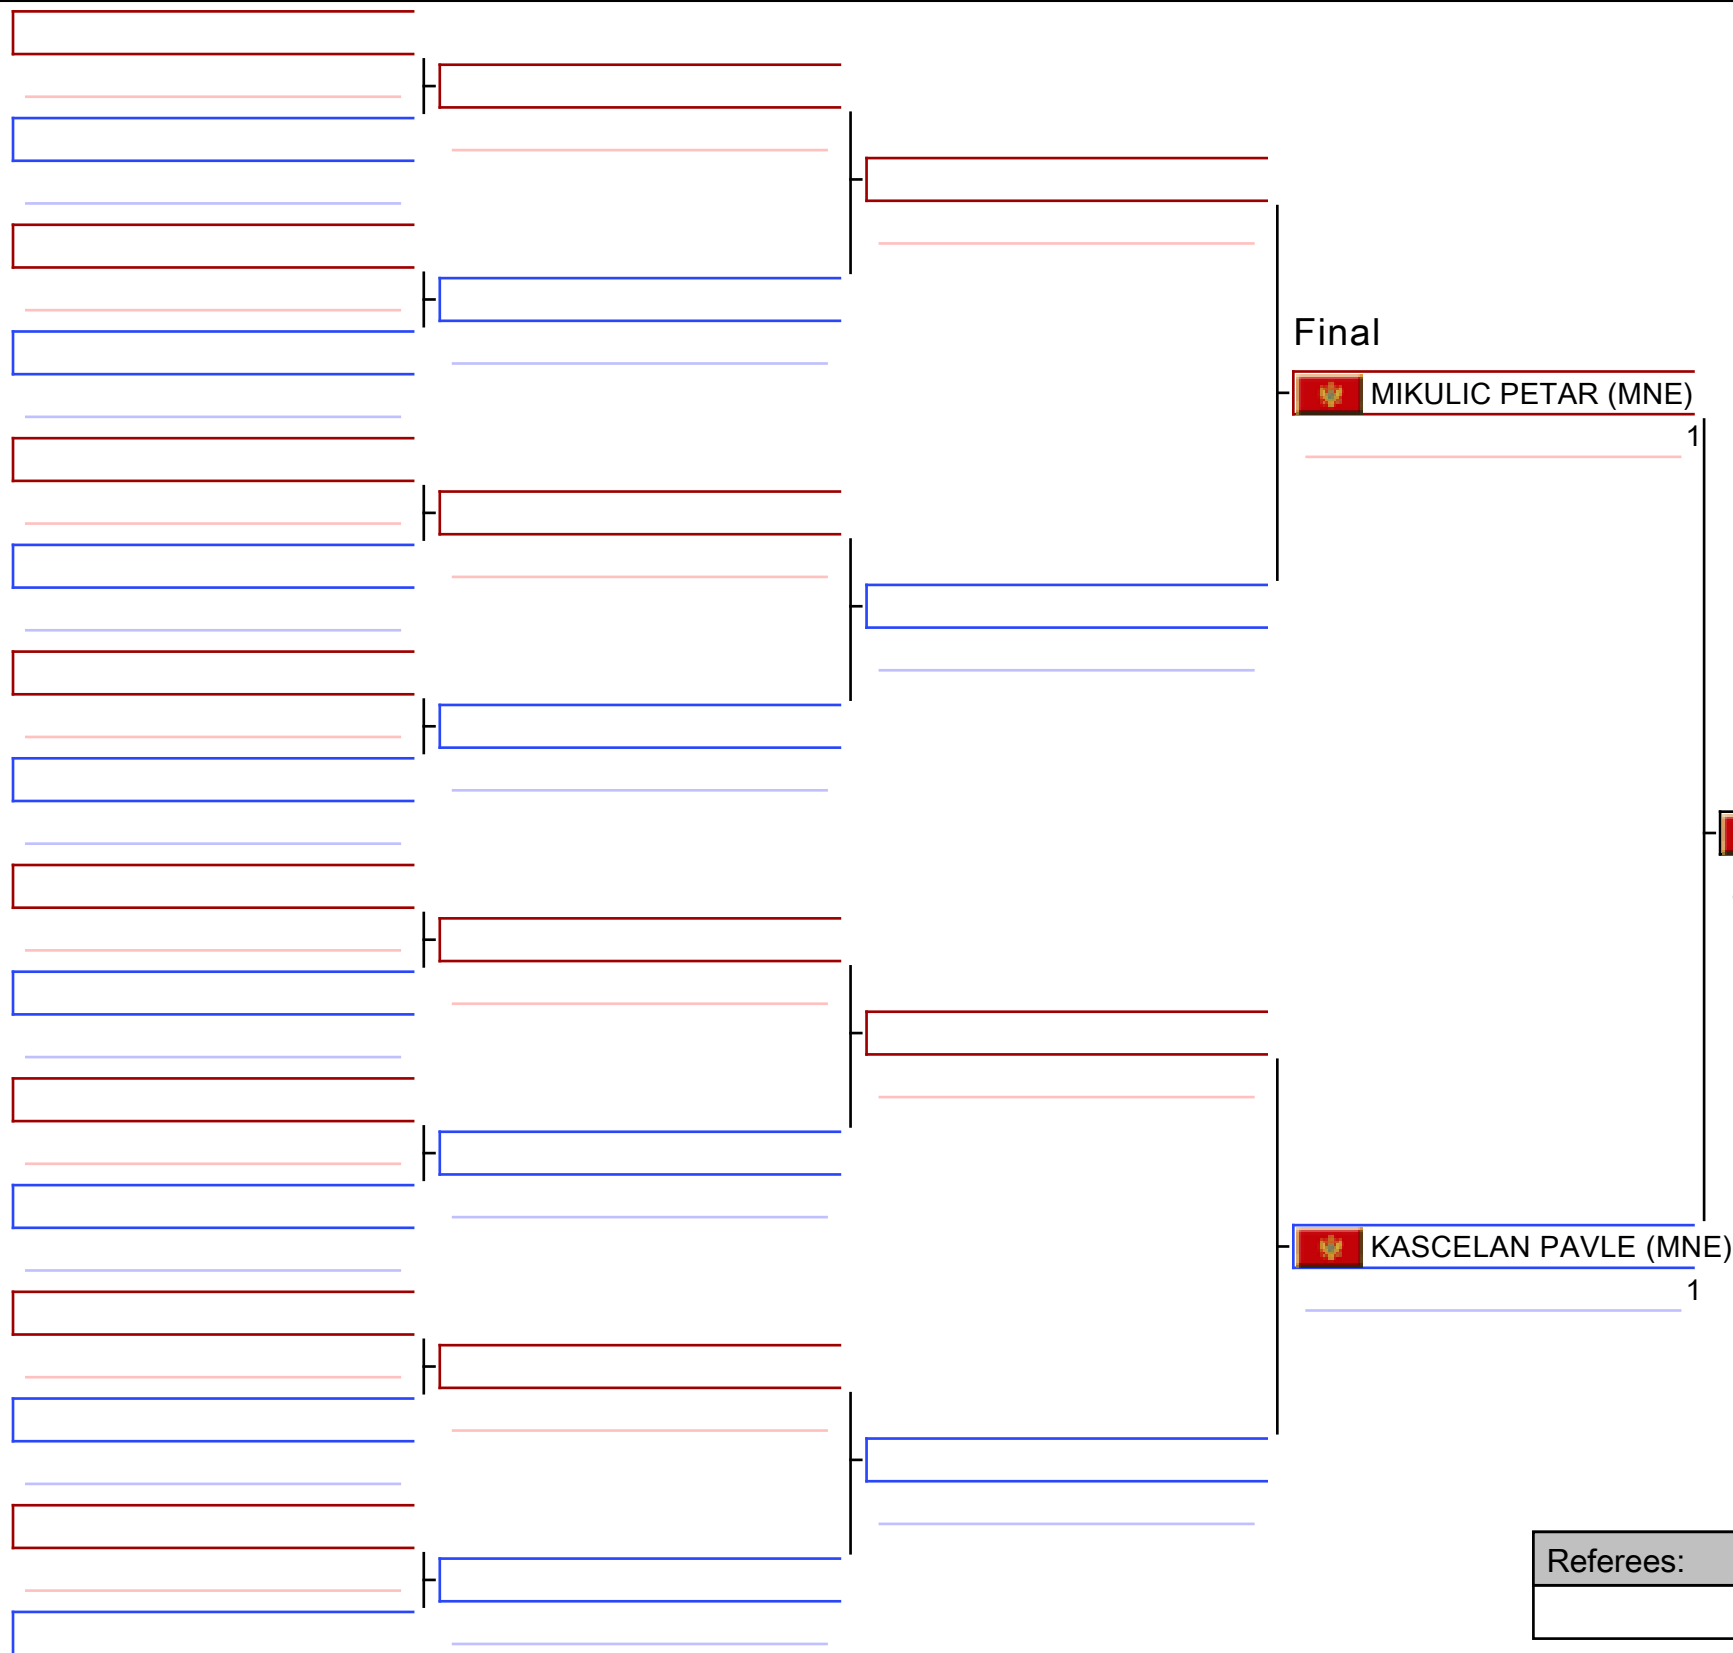 Final
MIKULIC PETAR (MNE)
1
KASCELAN PAVLE (MNE)
1
Referees: